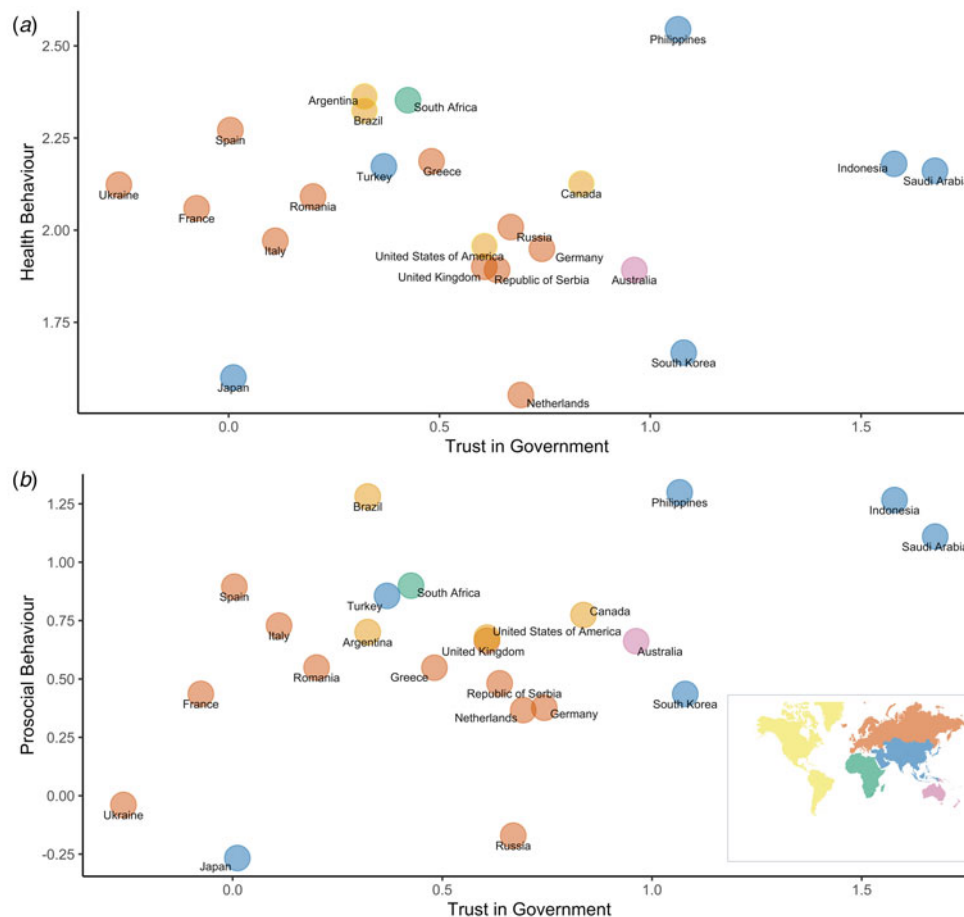 (a)
2.50
2.25
2.00
1.75
Health Behaviour
Philippines
Argentina
South Africa
Brazil
Spain
Turkey
Greece
Indonesia
Saudi Arabia
Ukraine
Romania
Canada
France
Italy
Russia
United States of America
Germany
United Kingdom
Republic of Serbia
Australia
South Korea
Japan
Netherlands
0.0 0.5 1.0 1.5
Trust in Government
(b)
1.25
1.00
0.75
0.50
0.25
0.00
-0.25
Prosocial Behaviour
Brazil
Philippines
Indonesia
Saudi Arabia
Spain
Turkey
South Africa
Canada
Italy
Argentina
United States of America
United Kingdom
Australia
Romania
Greece
France
Republic of Serbia
Netherlands
Germany
South Korea
Ukraine
Russia
Japan
0.0 0.5 1.0 1.5
Trust in Government